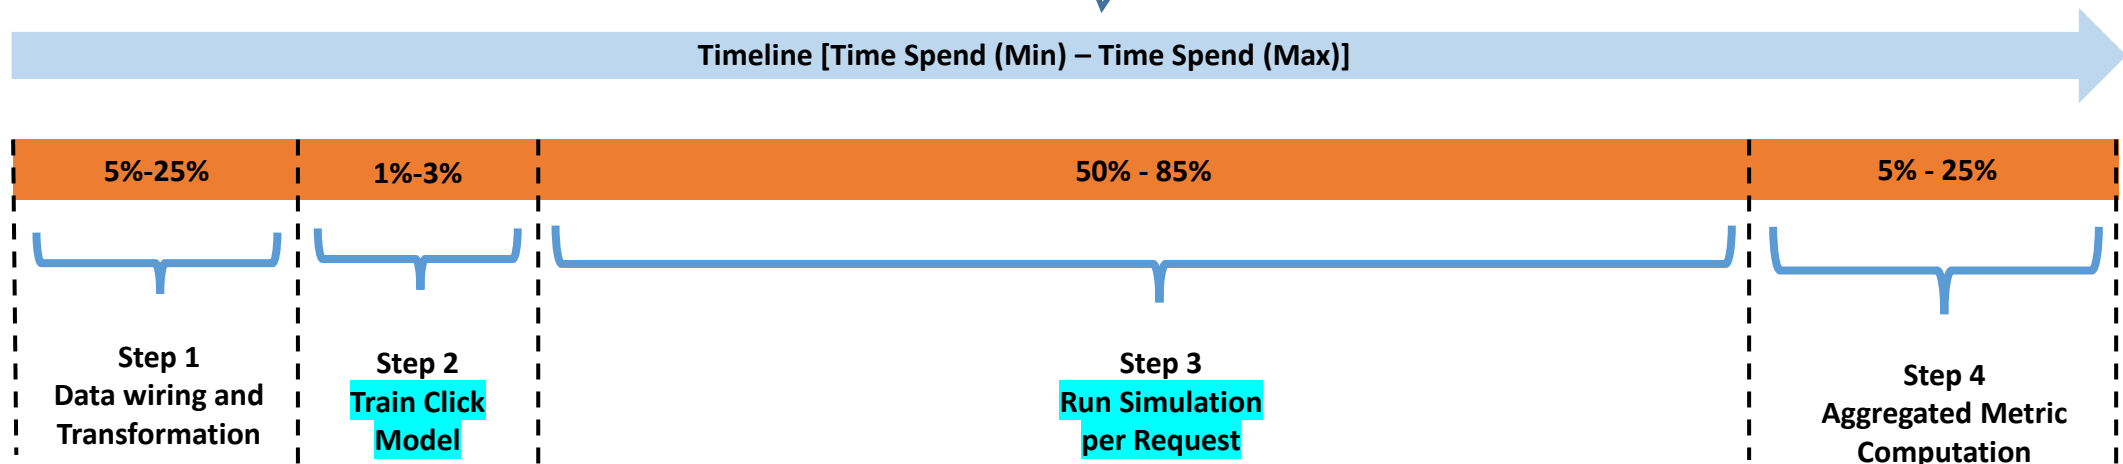 Timeline [Time Spend (Min) – Time Spend (Max)]
5%-25%
1%-3%
50% - 85%
5% - 25%
Step 1
Data wiring and
Transformation
Step 2
Train Click
Model
Step 3
Run Simulation
per Request
Step 4
Aggregated Metric
Computation